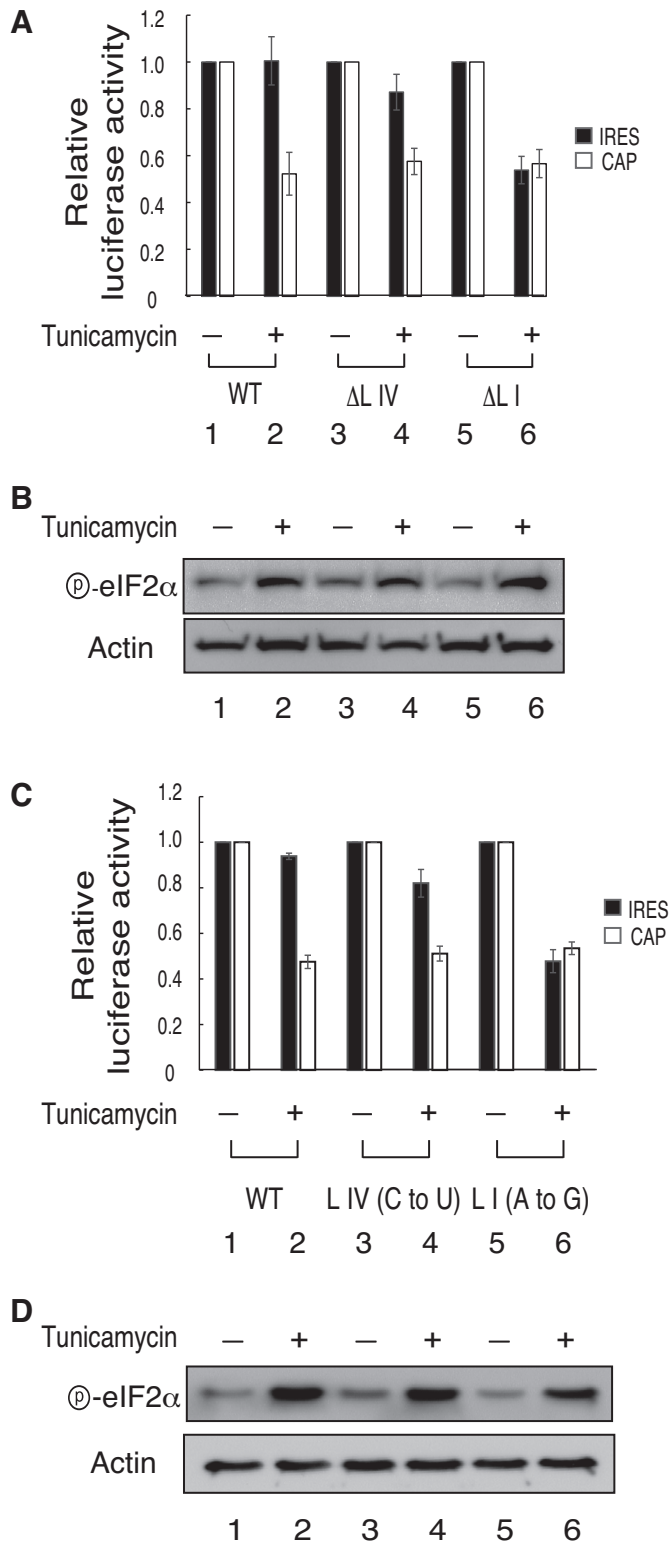 A
Relative
luciferase activity
1.2
1.0
0.8
0.6
0.4
0.2
0
IRES
CAP
Tunicamycin – + – + – +
WT ΔL IV ΔL I
1 2 3 4 5 6
B
Tunicamycin – + – + – +
ⓟ-eIF2α
Actin
1 2 3 4 5 6
C
Relative
luciferase activity
1.2
1.0
0.8
0.6
0.4
0.2
0
IRES
CAP
Tunicamycin – + – + – +
WT L IV (C to U) L I (A to G)
1 2 3 4 5 6
D
Tunicamycin – + – + – +
ⓟ-eIF2α
Actin
1 2 3 4 5 6